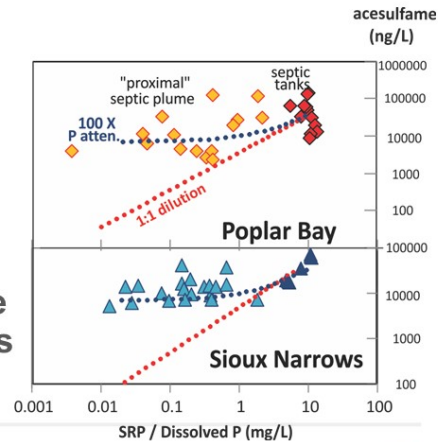 acesulfame
(ng/L)
1000000
"proximal"
septic plume
septic
tanks
100000
100 X
P atten.
10000
1000
1:1 dilution
100
Poplar Bay
100000
10000
e
s
1000
Sioux Narrows
100
0.001 0.01 0.1 1 10 100
SRP / Dissolved P (mg/L)